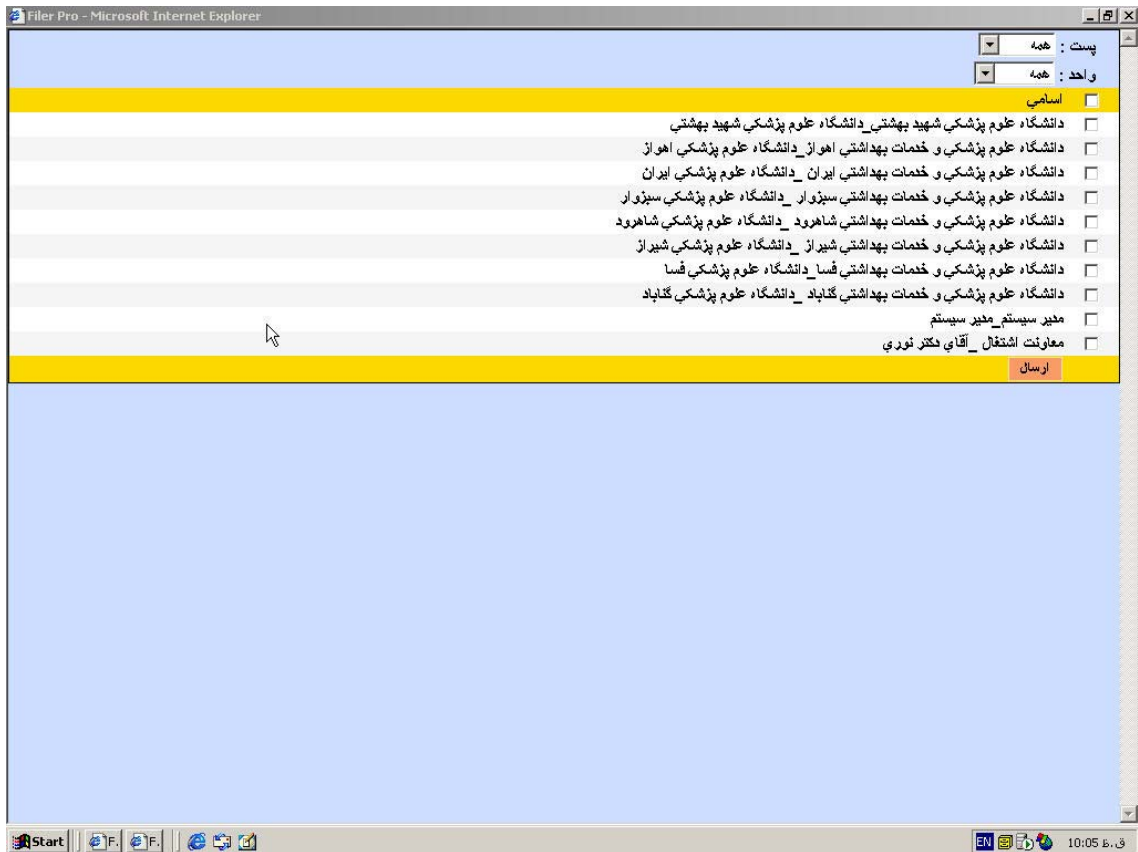 Filer Pro - Microsoft Internet Explorer
پست : همه
واحد : همه
اسامي
دانشگاه علوم پزشكي شهيد بهشتي_دانشگاه علوم پزشكي شهيد بهشتي
دانشگاه علوم پزشكي و خدمات بهداشتي اهواز_دانشگاه علوم پزشكي اهواز
دانشگاه علوم پزشكي و خدمات بهداشتي ايران _دانشگاه علوم پزشكي ايران
دانشگاه علوم پزشكي و خدمات بهداشتي سبزوار _دانشگاه علوم پزشكي سبزوار
دانشگاه علوم پزشكي و خدمات بهداشتي شاهرود _دانشگاه علوم پزشكي شاهرود
دانشگاه علوم پزشكي و خدمات بهداشتي شيراز _دانشگاه علوم پزشكي شيراز
دانشگاه علوم پزشكي و خدمات بهداشتي فسا_دانشگاه علوم پزشكي فسا
دانشگاه علوم پزشكي و خدمات بهداشتي گناباد _دانشگاه علوم پزشكي گناباد
مدير سيستم_مدير سيستم
معاونت اشتغال _آقاي دكتر نوري
ارسال
Start F. F. EN 10:05 ق.ظ